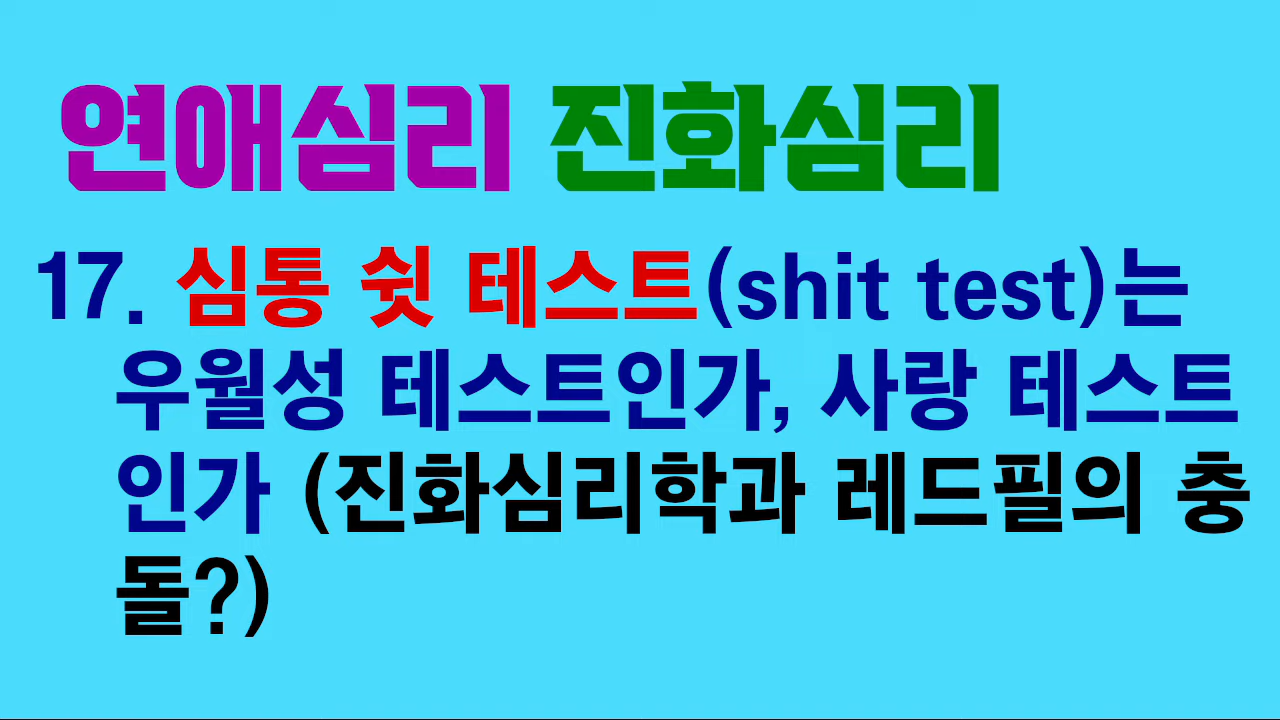 연애심리 진화심리
17. 심통 쉿 테스트(shit test)는
우월성 테스트인가, 사랑 테스트
인가 (진화심리학과 레드필의 충
돌?)